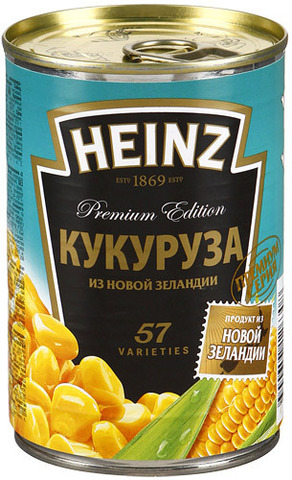 HEINZ
ESTD 1869 ESTD
Premium Edition
КУКУРУЗА
ИЗ НОВОЙ ЗЕЛАНДИИ
57
VARIETIES
ПРОДУКТ ИЗ
НОВОЙ
ЗЕЛАНДИИ